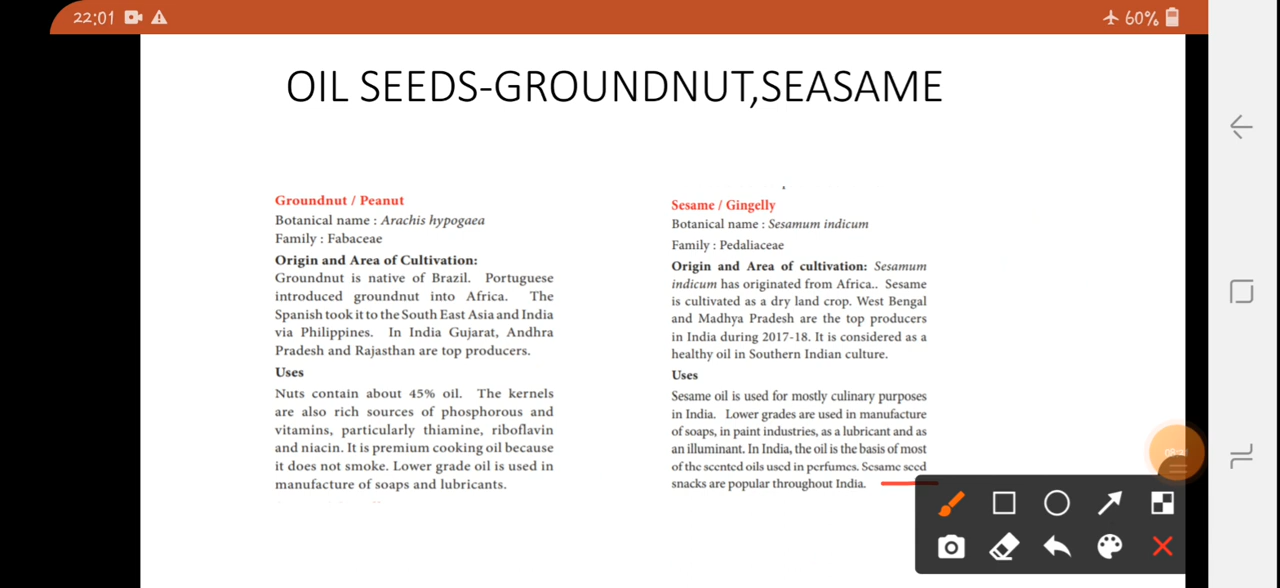 22:01
60%
OIL SEEDS-GROUNDNUT,SEASAME
Groundnut / Peanut
Botanical name : Arachis hypogaea
Family : Fabaceae
Origin and Area of Cultivation:
Groundnut is native of Brazil. Portuguese
introduced groundnut into Africa. The
Spanish took it to the South East Asia and India
via Philippines. In India Gujarat, Andhra
Pradesh and Rajasthan are top producers.
Uses
Nuts contain about 45% oil. The kernels
are also rich sources of phosphorous and
vitamins, particularly thiamine, riboflavin
and niacin. It is premium cooking oil because
it does not smoke. Lower grade oil is used in
manufacture of soaps and lubricants.
Sesame / Gingelly
Botanical name : Sesamum indicum
Family : Pedaliaceae
Origin and Area of cultivation: Sesamum
indicum has originated from Africa.. Sesame
is cultivated as a dry land crop. West Bengal
and Madhya Pradesh are the top producers
in India during 2017-18. It is considered as a
healthy oil in Southern Indian culture.
Uses
Sesame oil is used for mostly culinary purposes
in India. Lower grades are used in manufacture
of soaps, in paint industries, as a lubricant and as
an illuminant. In India, the oil is the basis of most
of the scented oils used in perfumes. Sesame seed
snacks are popular throughout India.